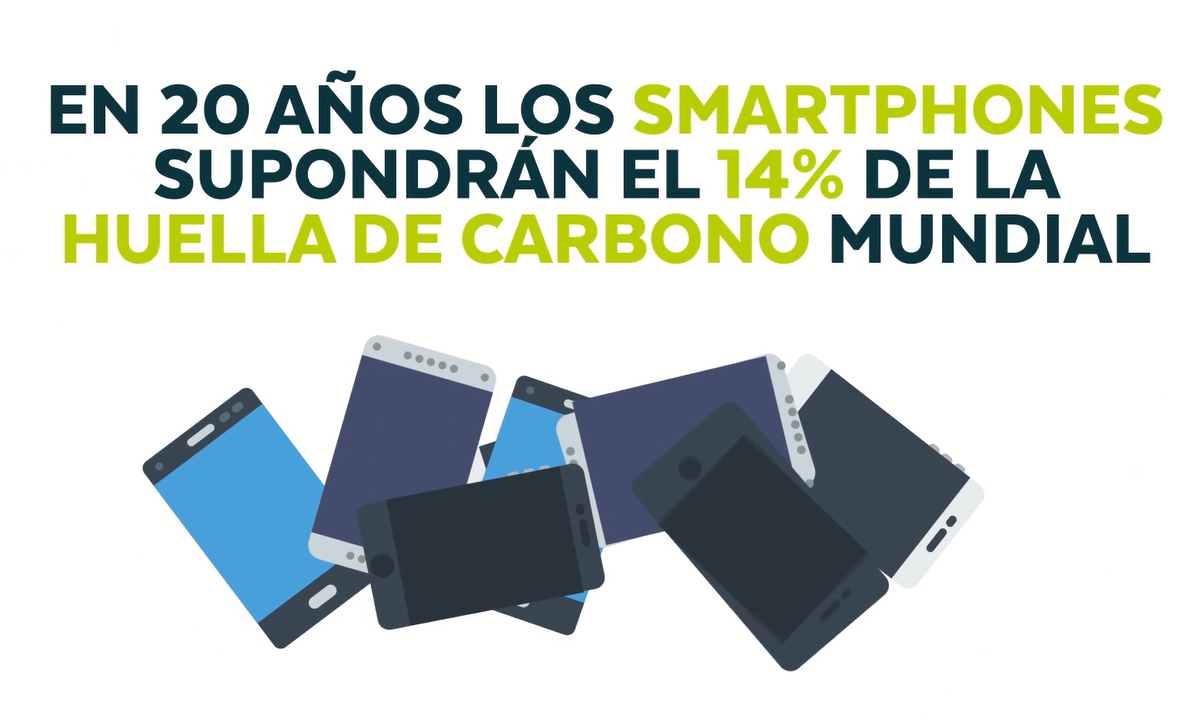 EN 20 AÑOS LOS SMARTPHONES
SUPONDRÁN EL 14% DE LA
HUELLA DE CARBONO MUNDIAL